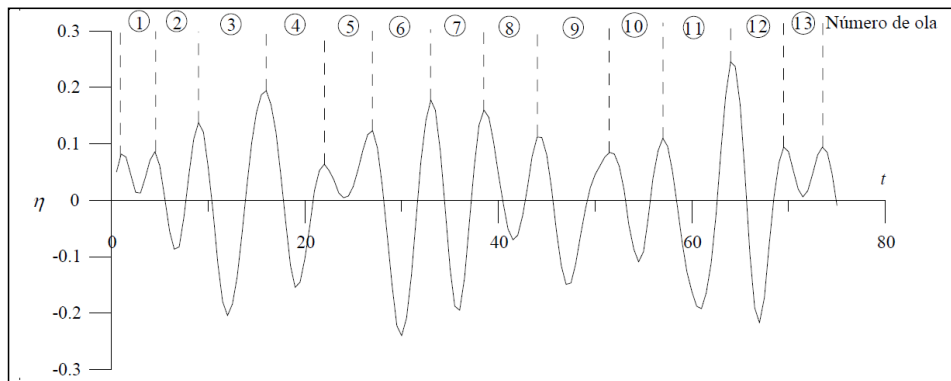 ① ② ③ ④ ⑤ ⑥ ⑦ ⑧ ⑨ ⑩ ⑪ ⑫ ⑬ Número de ola
0.3
0.2
0.1
η 0 t
0 20 40 60 80
-0.1
-0.2
-0.3